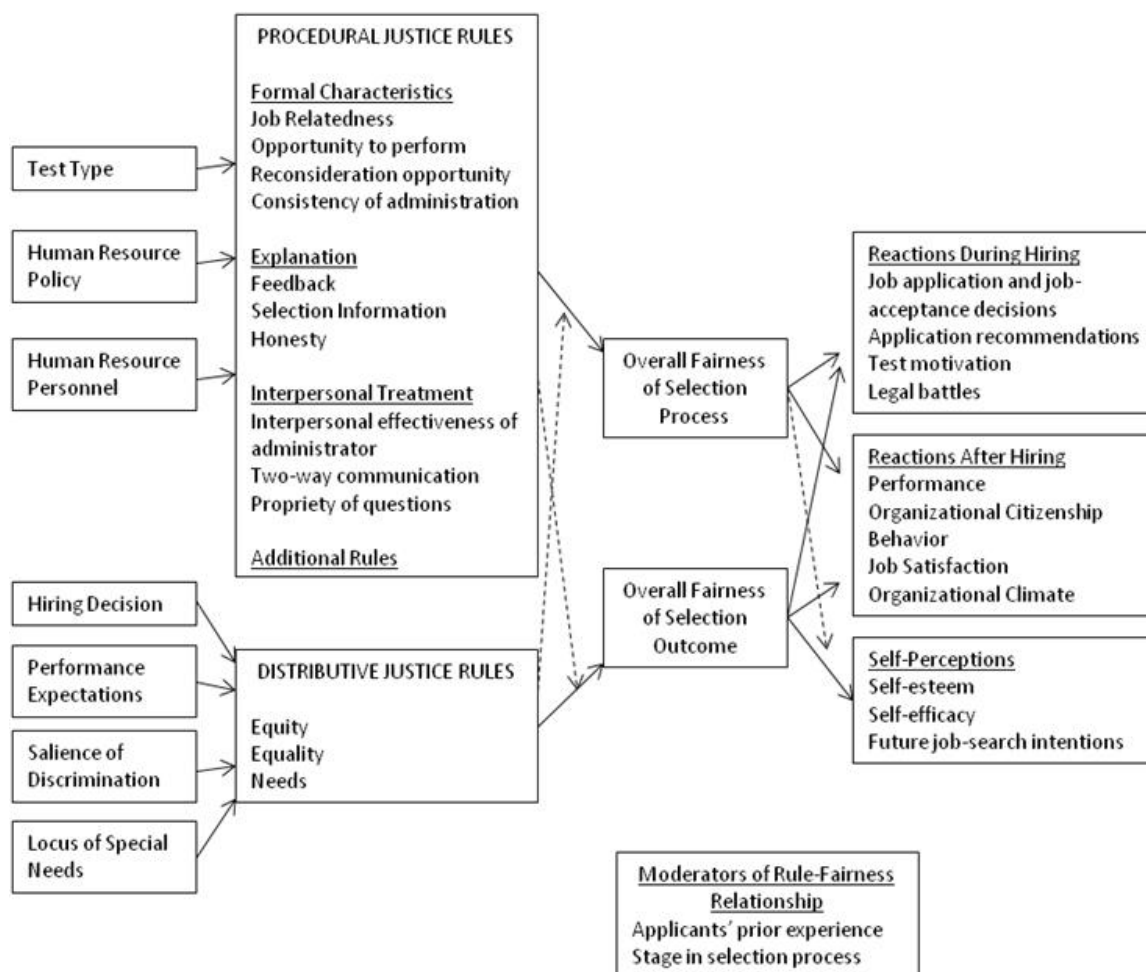 PROCEDURAL JUSTICE RULES
Formal Characteristics
Job Relatedness
Opportunity to perform
Reconsideration opportunity
Consistency of administration
Explanation
Feedback
Selection Information
Honesty
Interpersonal Treatment
Interpersonal effectiveness of
administrator
Two-way communication
Propriety of questions
Additional Rules
Test Type
Human Resource
Policy
Human Resource
Personnel
Hiring Decision
Performance
Expectations
Salience of
Discrimination
Locus of Special
Needs
DISTRIBUTIVE JUSTICE RULES
Equity
Equality
Needs
Overall Fairness
of Selection
Process
Overall Fairness
of Selection
Outcome
Reactions During Hiring
Job application and job-
acceptance decisions
Application recommendations
Test motivation
Legal battles
Reactions After Hiring
Performance
Organizational Citizenship
Behavior
Job Satisfaction
Organizational Climate
Self-Perceptions
Self-esteem
Self-efficacy
Future job-search intentions
Moderators of Rule-Fairness
Relationship
Applicants' prior experience
Stage in selection process